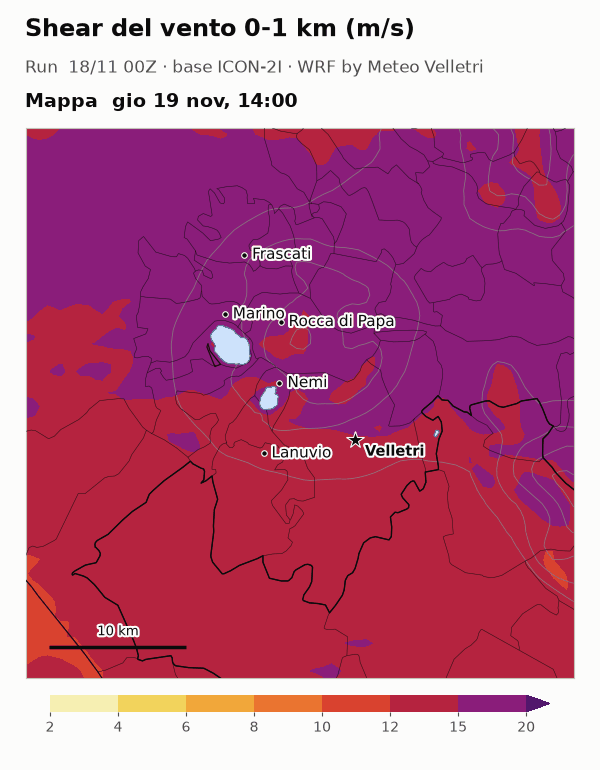 Shear del vento 0-1 km (m/s)
Run  18/11 00Z · base ICON-2I · WRF by Meteo Velletri
Mappa  gio 19 nov, 14:00
Frascati
Marino
Rocca di Papa
Nemi
Velletri
Lanuvio
10 km
2 4 6 8 10 12 15 20